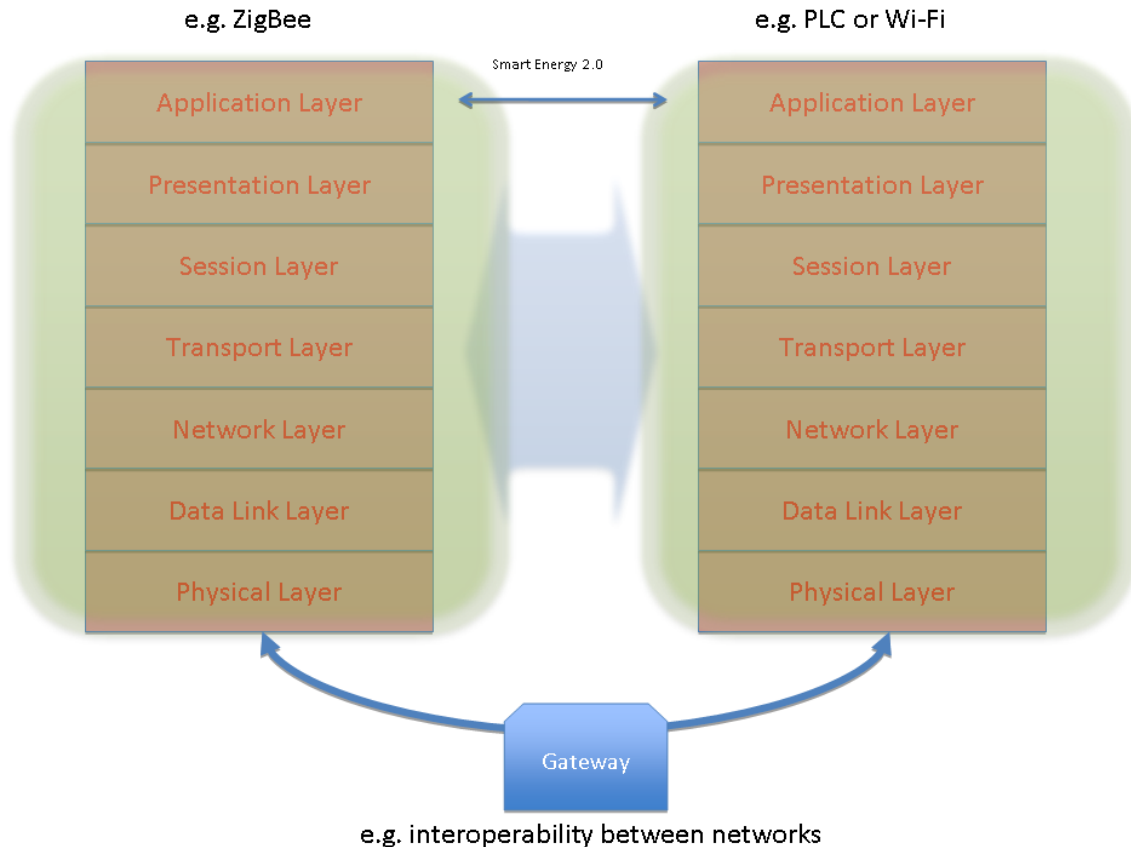 e.g. ZigBee
e.g. PLC or Wi-Fi
Smart Energy 2.0
Application Layer
Presentation Layer
Session Layer
Transport Layer
Network Layer
Data Link Layer
Physical Layer
Application Layer
Presentation Layer
Session Layer
Transport Layer
Network Layer
Data Link Layer
Physical Layer
Gateway
e.g. interoperability between networks